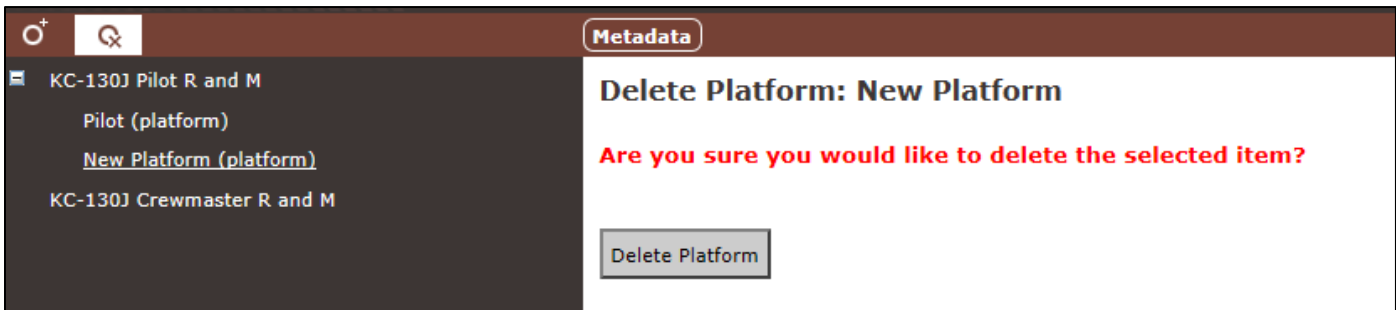 Metadata
KC-130J Pilot R and M
Pilot (platform)
New Platform (platform)
KC-130J Crewmaster R and M
Delete Platform: New Platform
Are you sure you would like to delete the selected item?
Delete Platform